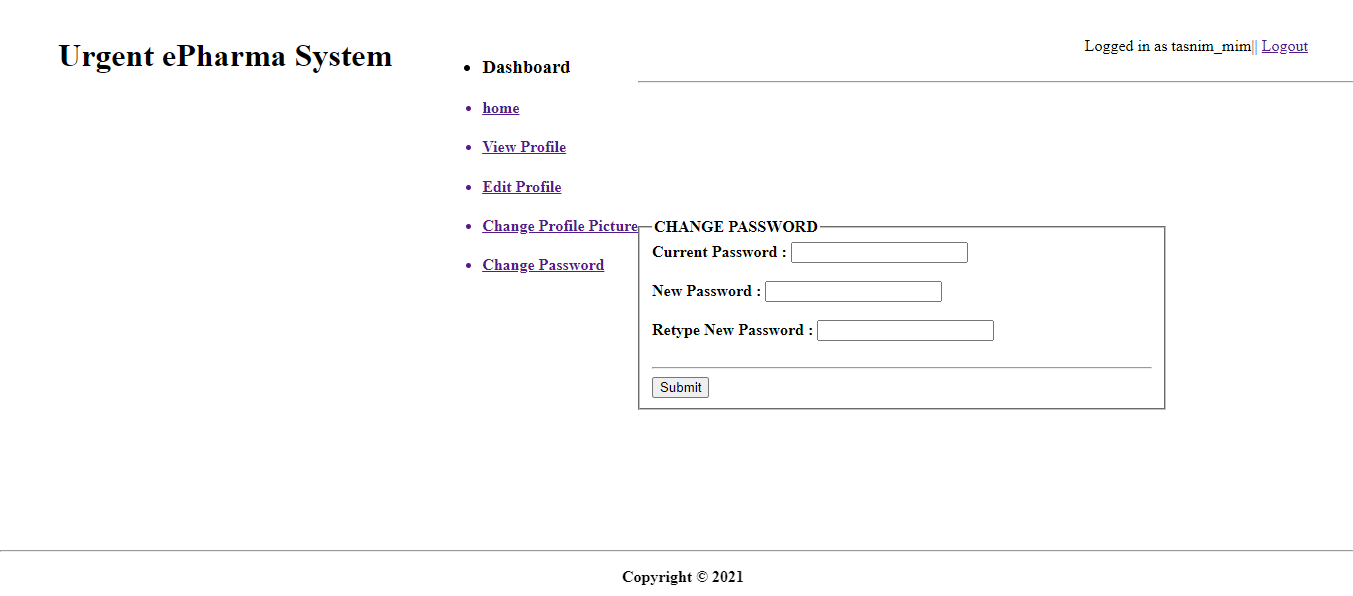 Urgent ePharma System
Logged in as tasnim_mim|| Logout
Dashboard
home
View Profile
Edit Profile
Change Profile Picture
Change Password
CHANGE PASSWORD
Current Password :
New Password :
Retype New Password :
Submit
Copyright © 2021